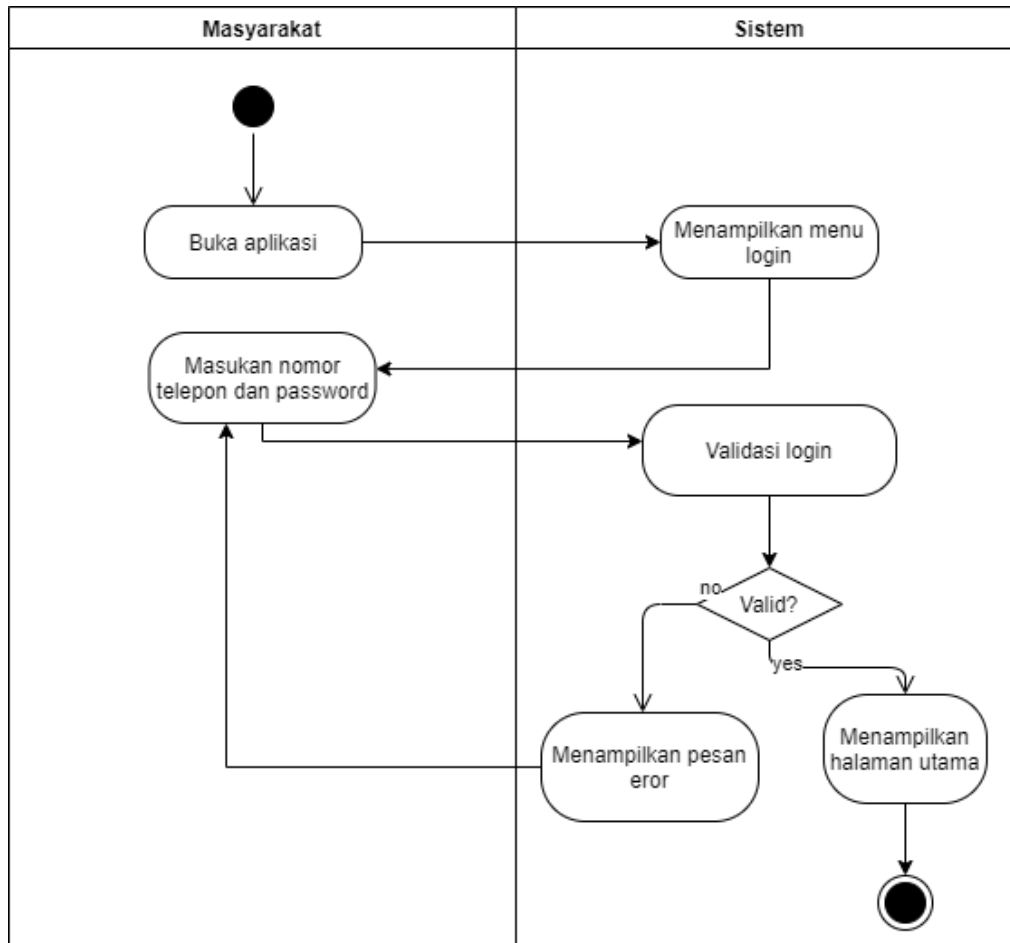 Masyarakat
Sistem
Buka aplikasi
Menampilkan menu
login
Masukan nomor
telepon dan password
Validasi login
Valid?
no
yes
Menampilkan pesan
eror
Menampilkan
halaman utama